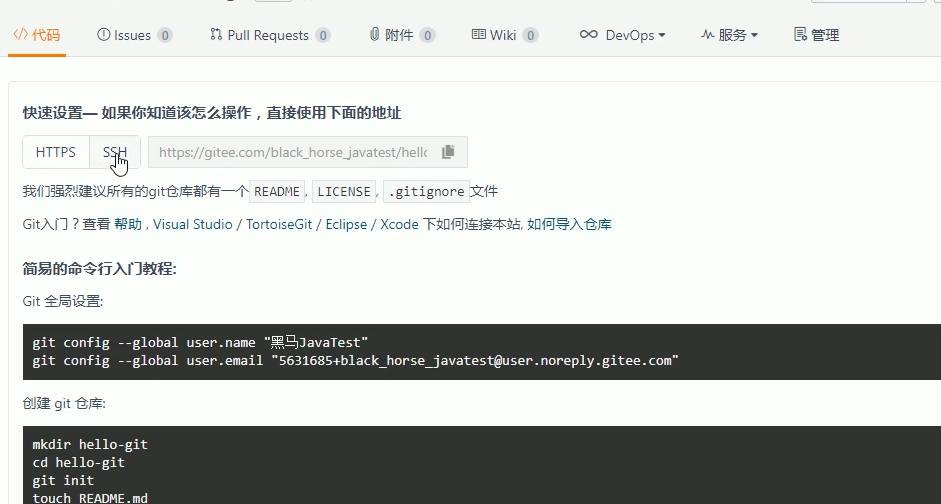 代码 Issues 0 Pull Requests 0 附件 0 Wiki 0 DevOps 服务 管理
快速设置— 如果你知道该怎么操作，直接使用下面的地址
HTTPS SSH https://gitee.com/black_horse_javatest/hello
我们强烈建议所有的git仓库都有一个 README , LICENSE , .gitignore 文件
Git入门？查看 帮助 , Visual Studio / TortoiseGit / Eclipse / Xcode 下如何连接本站, 如何导入仓库
简易的命令行入门教程:
Git 全局设置:
git config --global user.name "黑马JavaTest"
git config --global user.email "5631685+black_horse_javatest@user.noreply.gitee.com"
创建 git 仓库:
mkdir hello-git
cd hello-git
git init
touch README.md